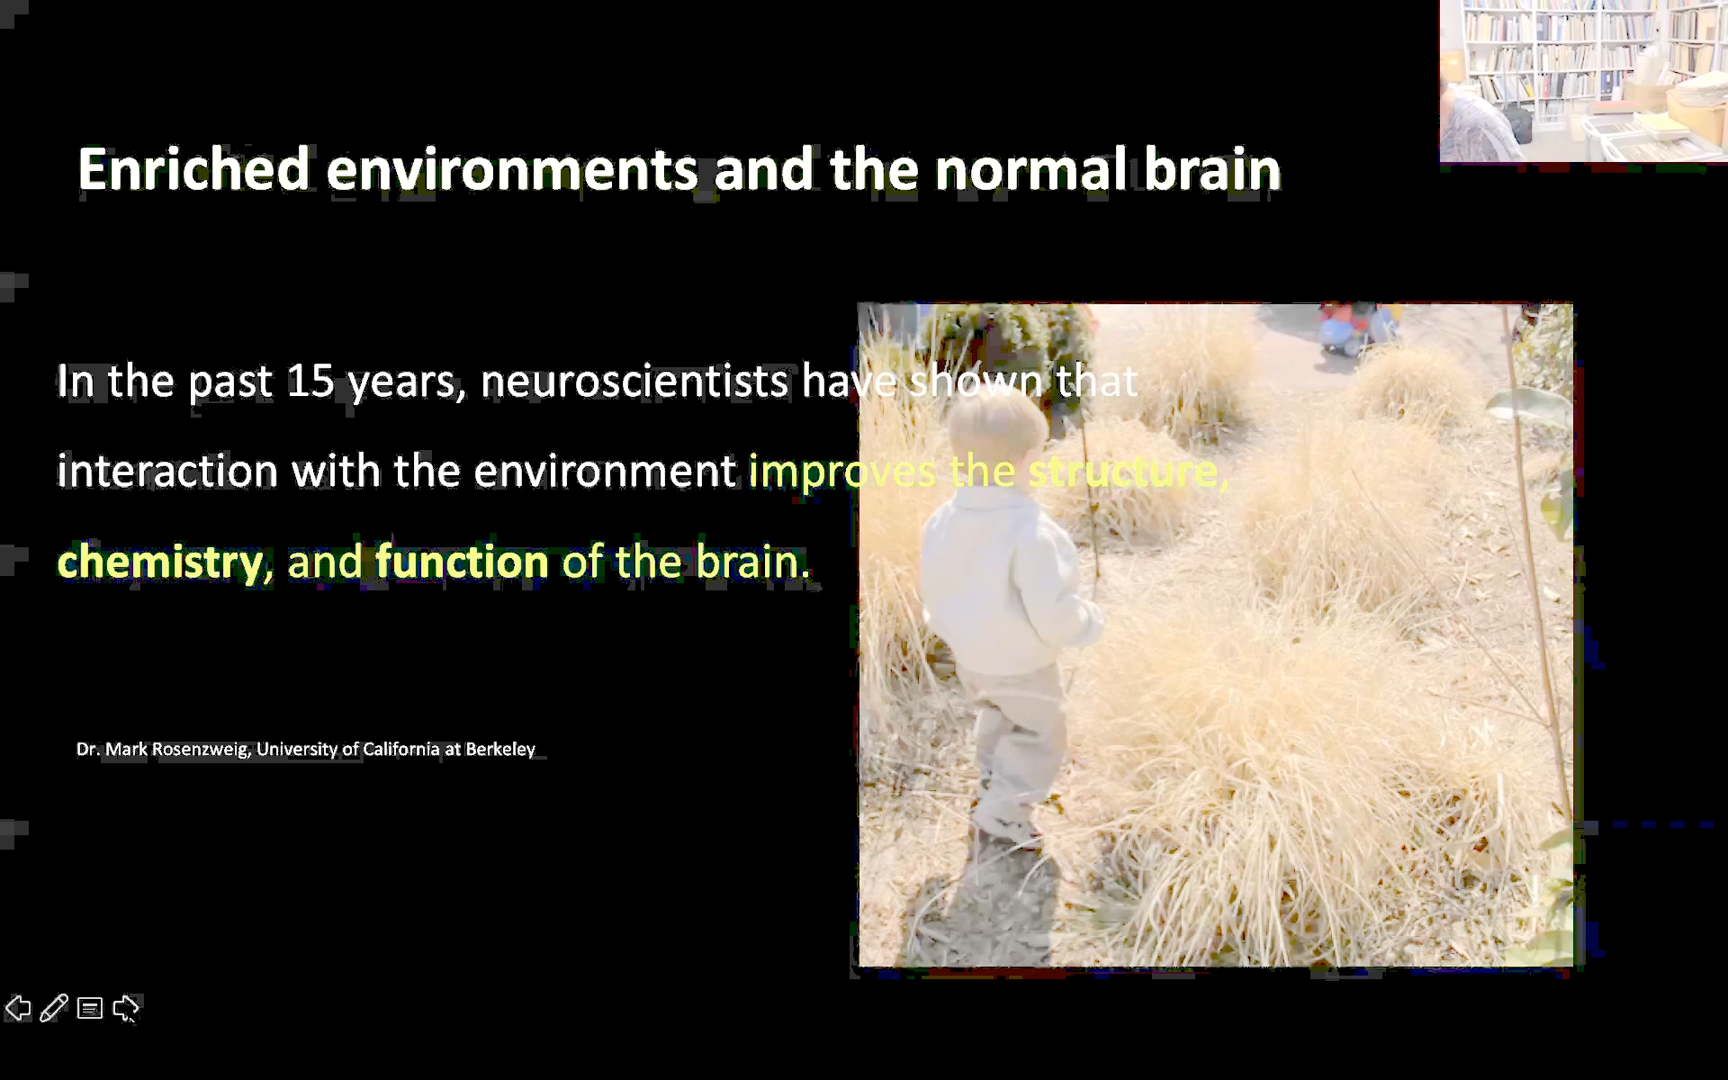 Enriched environments and the normal brain
In the past 15 years, neuroscientists have shown that
interaction with the environment improves the structure,
chemistry, and function of the brain.
Dr. Mark Rosenzweig, University of California at Berkeley